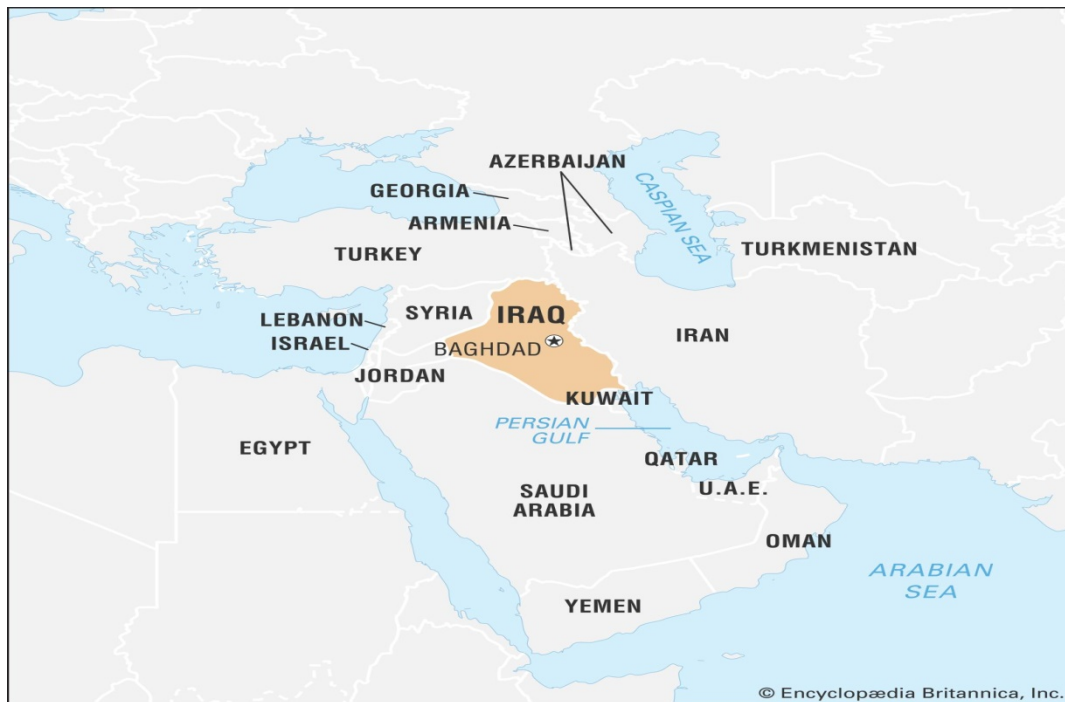 AZERBAIJAN
GEORGIA
CASPIAN SEA
ARMENIA
TURKEY
TURKMENISTAN
SYRIA
IRAQ
LEBANON
IRAN
ISRAEL
BAGHDAD
JORDAN
KUWAIT
PERSIAN
GULF
EGYPT
QATAR
SAUDI
ARABIA
U.A.E.
OMAN
ARABIAN
SEA
YEMEN
© Encyclopædia Britannica, Inc.